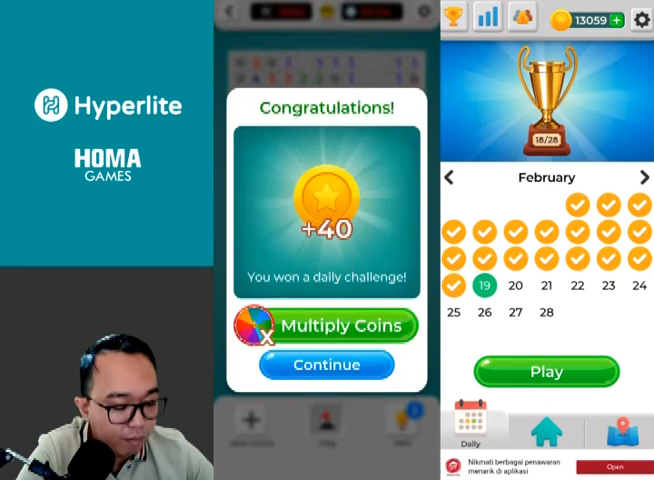 Hyperlite
HOMA
GAMES
Congratulations!
+40
You won a daily challenge!
X
Multiply Coins
Continue
13059
+
18/28
February
19 20 21 22 23 24
25 26 27 28
Play
Daily
Nikmati berbagai penawaran
menarik di aplikasi
Open